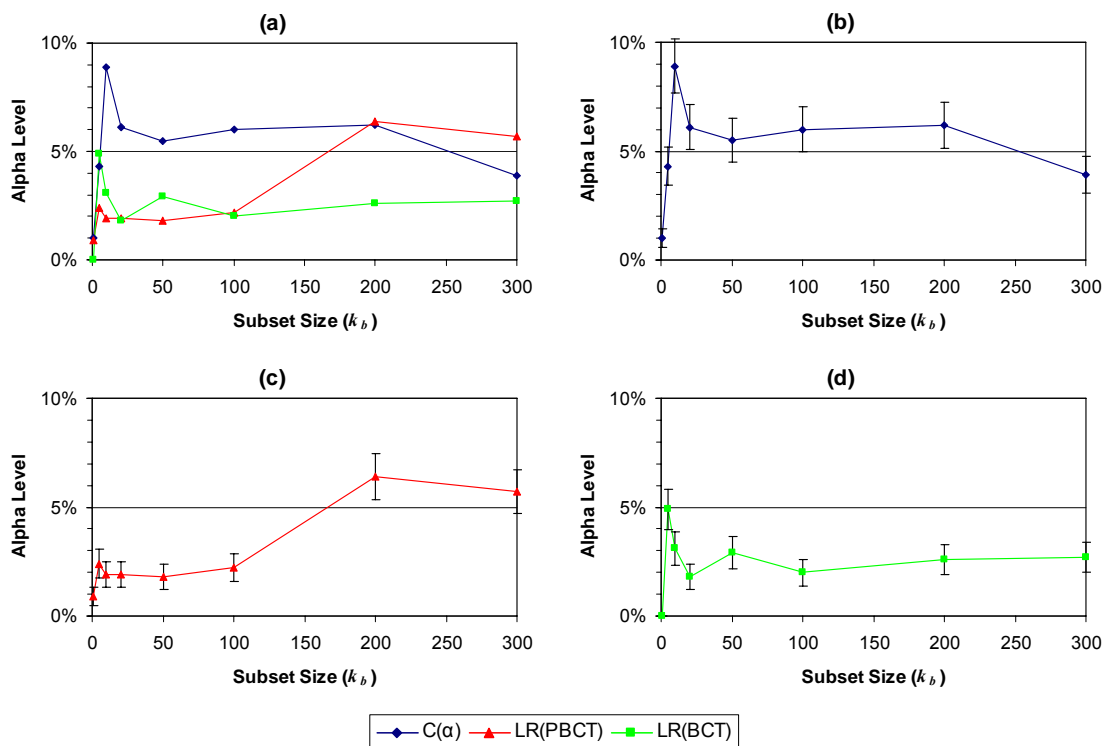 (a)
10%
5%
0%
Alpha Level
0 50 100 150 200 250 300
Subset Size (k b )
(b)
10%
5%
0%
Alpha Level
0 50 100 150 200 250 300
Subset Size (k b )
(c)
10%
5%
0%
Alpha Level
0 50 100 150 200 250 300
Subset Size (k b )
(d)
10%
5%
0%
Alpha Level
0 50 100 150 200 250 300
Subset Size (k b )
C(α) LR(PBCT) LR(BCT)